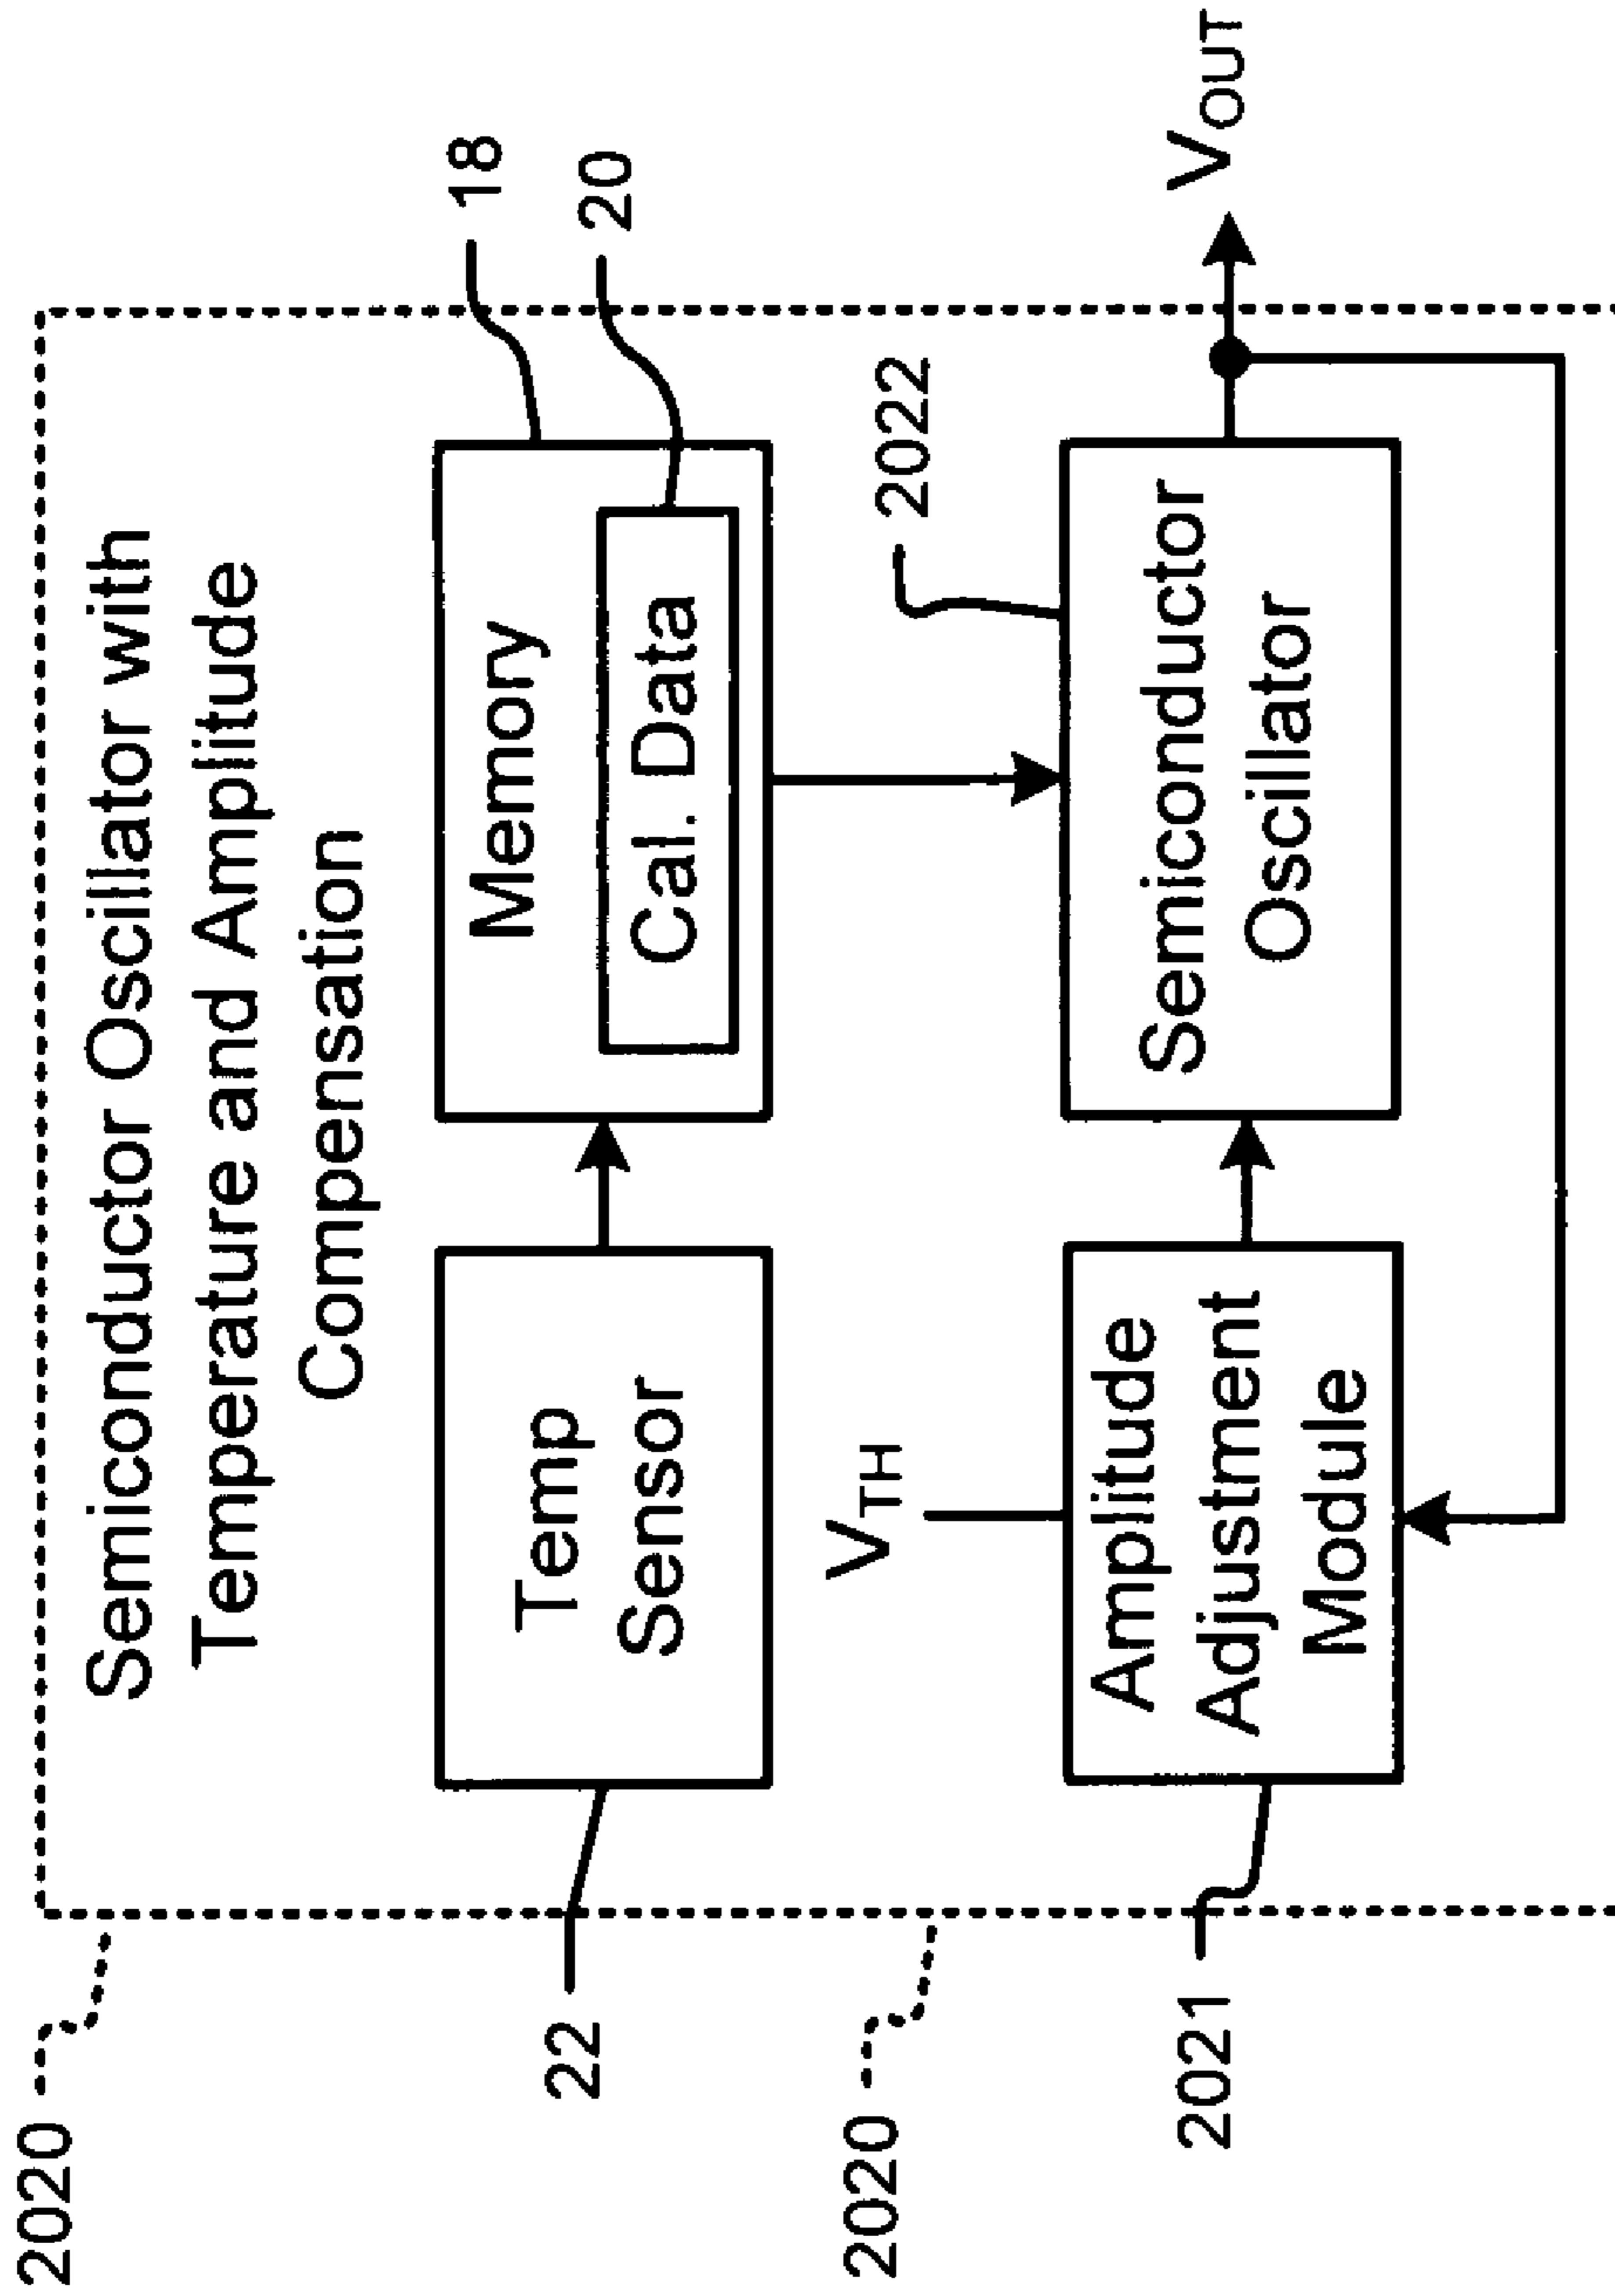 2020
Semiconductor Oscillator with
Temperature and Amplitude
Compensation
22
Temp
Sensor
Memory
Cal. Data
18
20
2020
VTH
2022
2021
Amplitude
Adjustment
Module
Semiconductor
Oscillator
VOUT